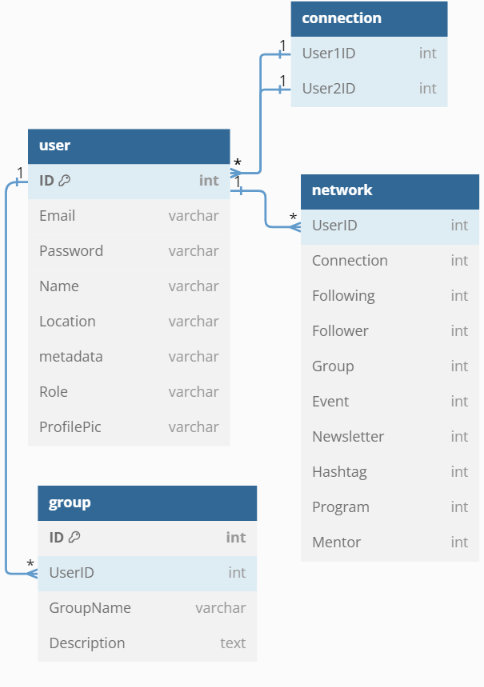 connection
User1ID int
User2ID int
1
1
user
ID int
Email varchar
Password varchar
Name varchar
Location varchar
metadata varchar
Role varchar
ProfilePic varchar
1
*
1
network
UserID int
Connection int
Following int
Follower int
Group int
Event int
Newsletter int
Hashtag int
Program int
Mentor int
*
group
ID int
UserID int
GroupName varchar
Description text
*